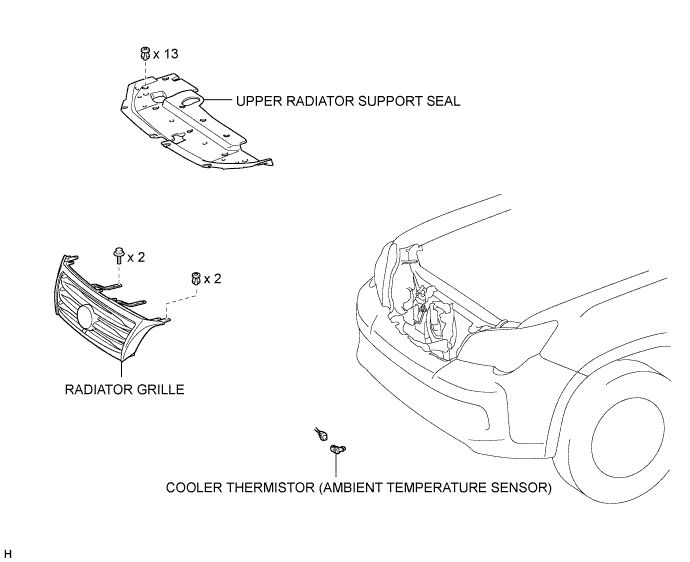 x 13
UPPER RADIATOR SUPPORT SEAL
x 2
x 2
RADIATOR GRILLE
COOLER THERMISTOR (AMBIENT TEMPERATURE SENSOR)
H